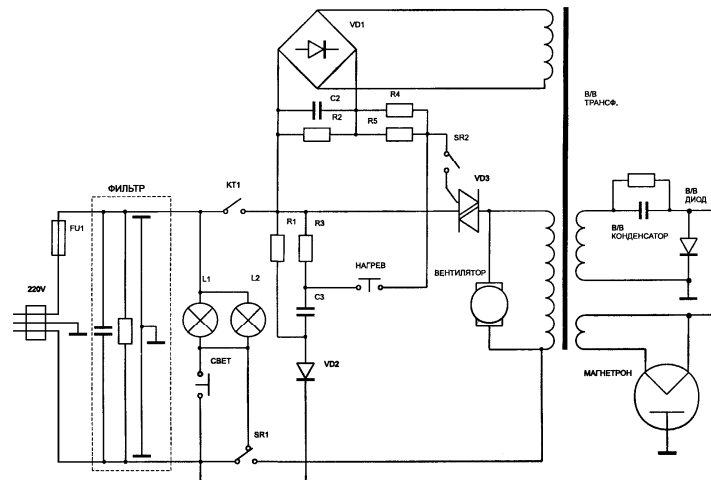 VD1
C2
R4
R2
R5
В/В
ТРАНСФ.
SR2
VD3
ФИЛЬТР
КТ1
FU1
R1
R3
В/В
ДИОД
В/В
КОНДЕНСАТОР
НАГРЕВ
ВЕНТИЛЯТОР
L1
L2
220V
C3
СВЕТ
VD2
МАГНЕТРОН
SR1